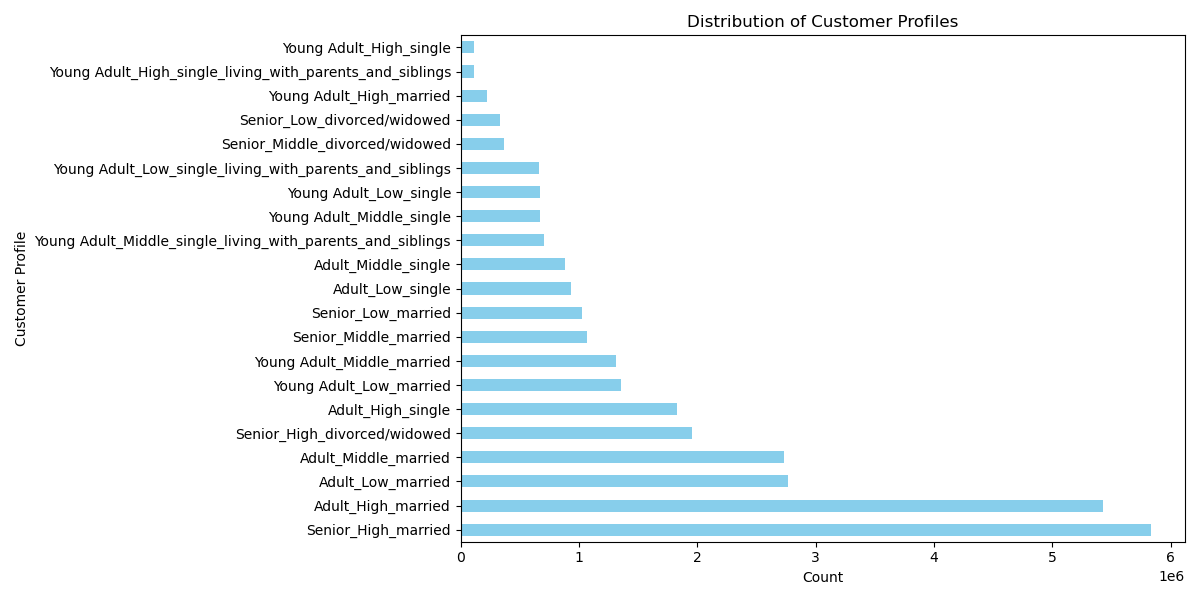 Distribution of Customer Profiles
Customer Profile
Young Adult_High_single
Young Adult_High_single_living_with_parents_and_siblings
Young Adult_High_married
Senior_Low_divorced/widowed
Senior_Middle_divorced/widowed
Young Adult_Low_single_living_with_parents_and_siblings
Young Adult_Low_single
Young Adult_Middle_single
Young Adult_Middle_single_living_with_parents_and_siblings
Adult_Middle_single
Adult_Low_single
Senior_Low_married
Senior_Middle_married
Young Adult_Middle_married
Young Adult_Low_married
Adult_High_single
Senior_High_divorced/widowed
Adult_Middle_married
Adult_Low_married
Adult_High_married
Senior_High_married
0 1 2 3 4 5 6
Count
1e6